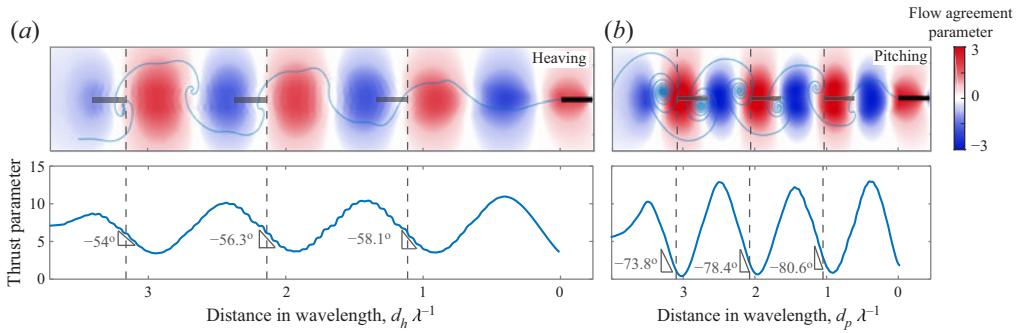 (a)
Heaving
(b)
Pitching
Flow agreement
parameter
3
0
−3
Thrust parameter
15
10
5
0
−54°
−56.3°
−58.1°
3
2
1
0
Distance in wavelength, d_h λ⁻¹
−73.8°
−78.4°
−80.6°
3
2
1
0
Distance in wavelength, d_p λ⁻¹